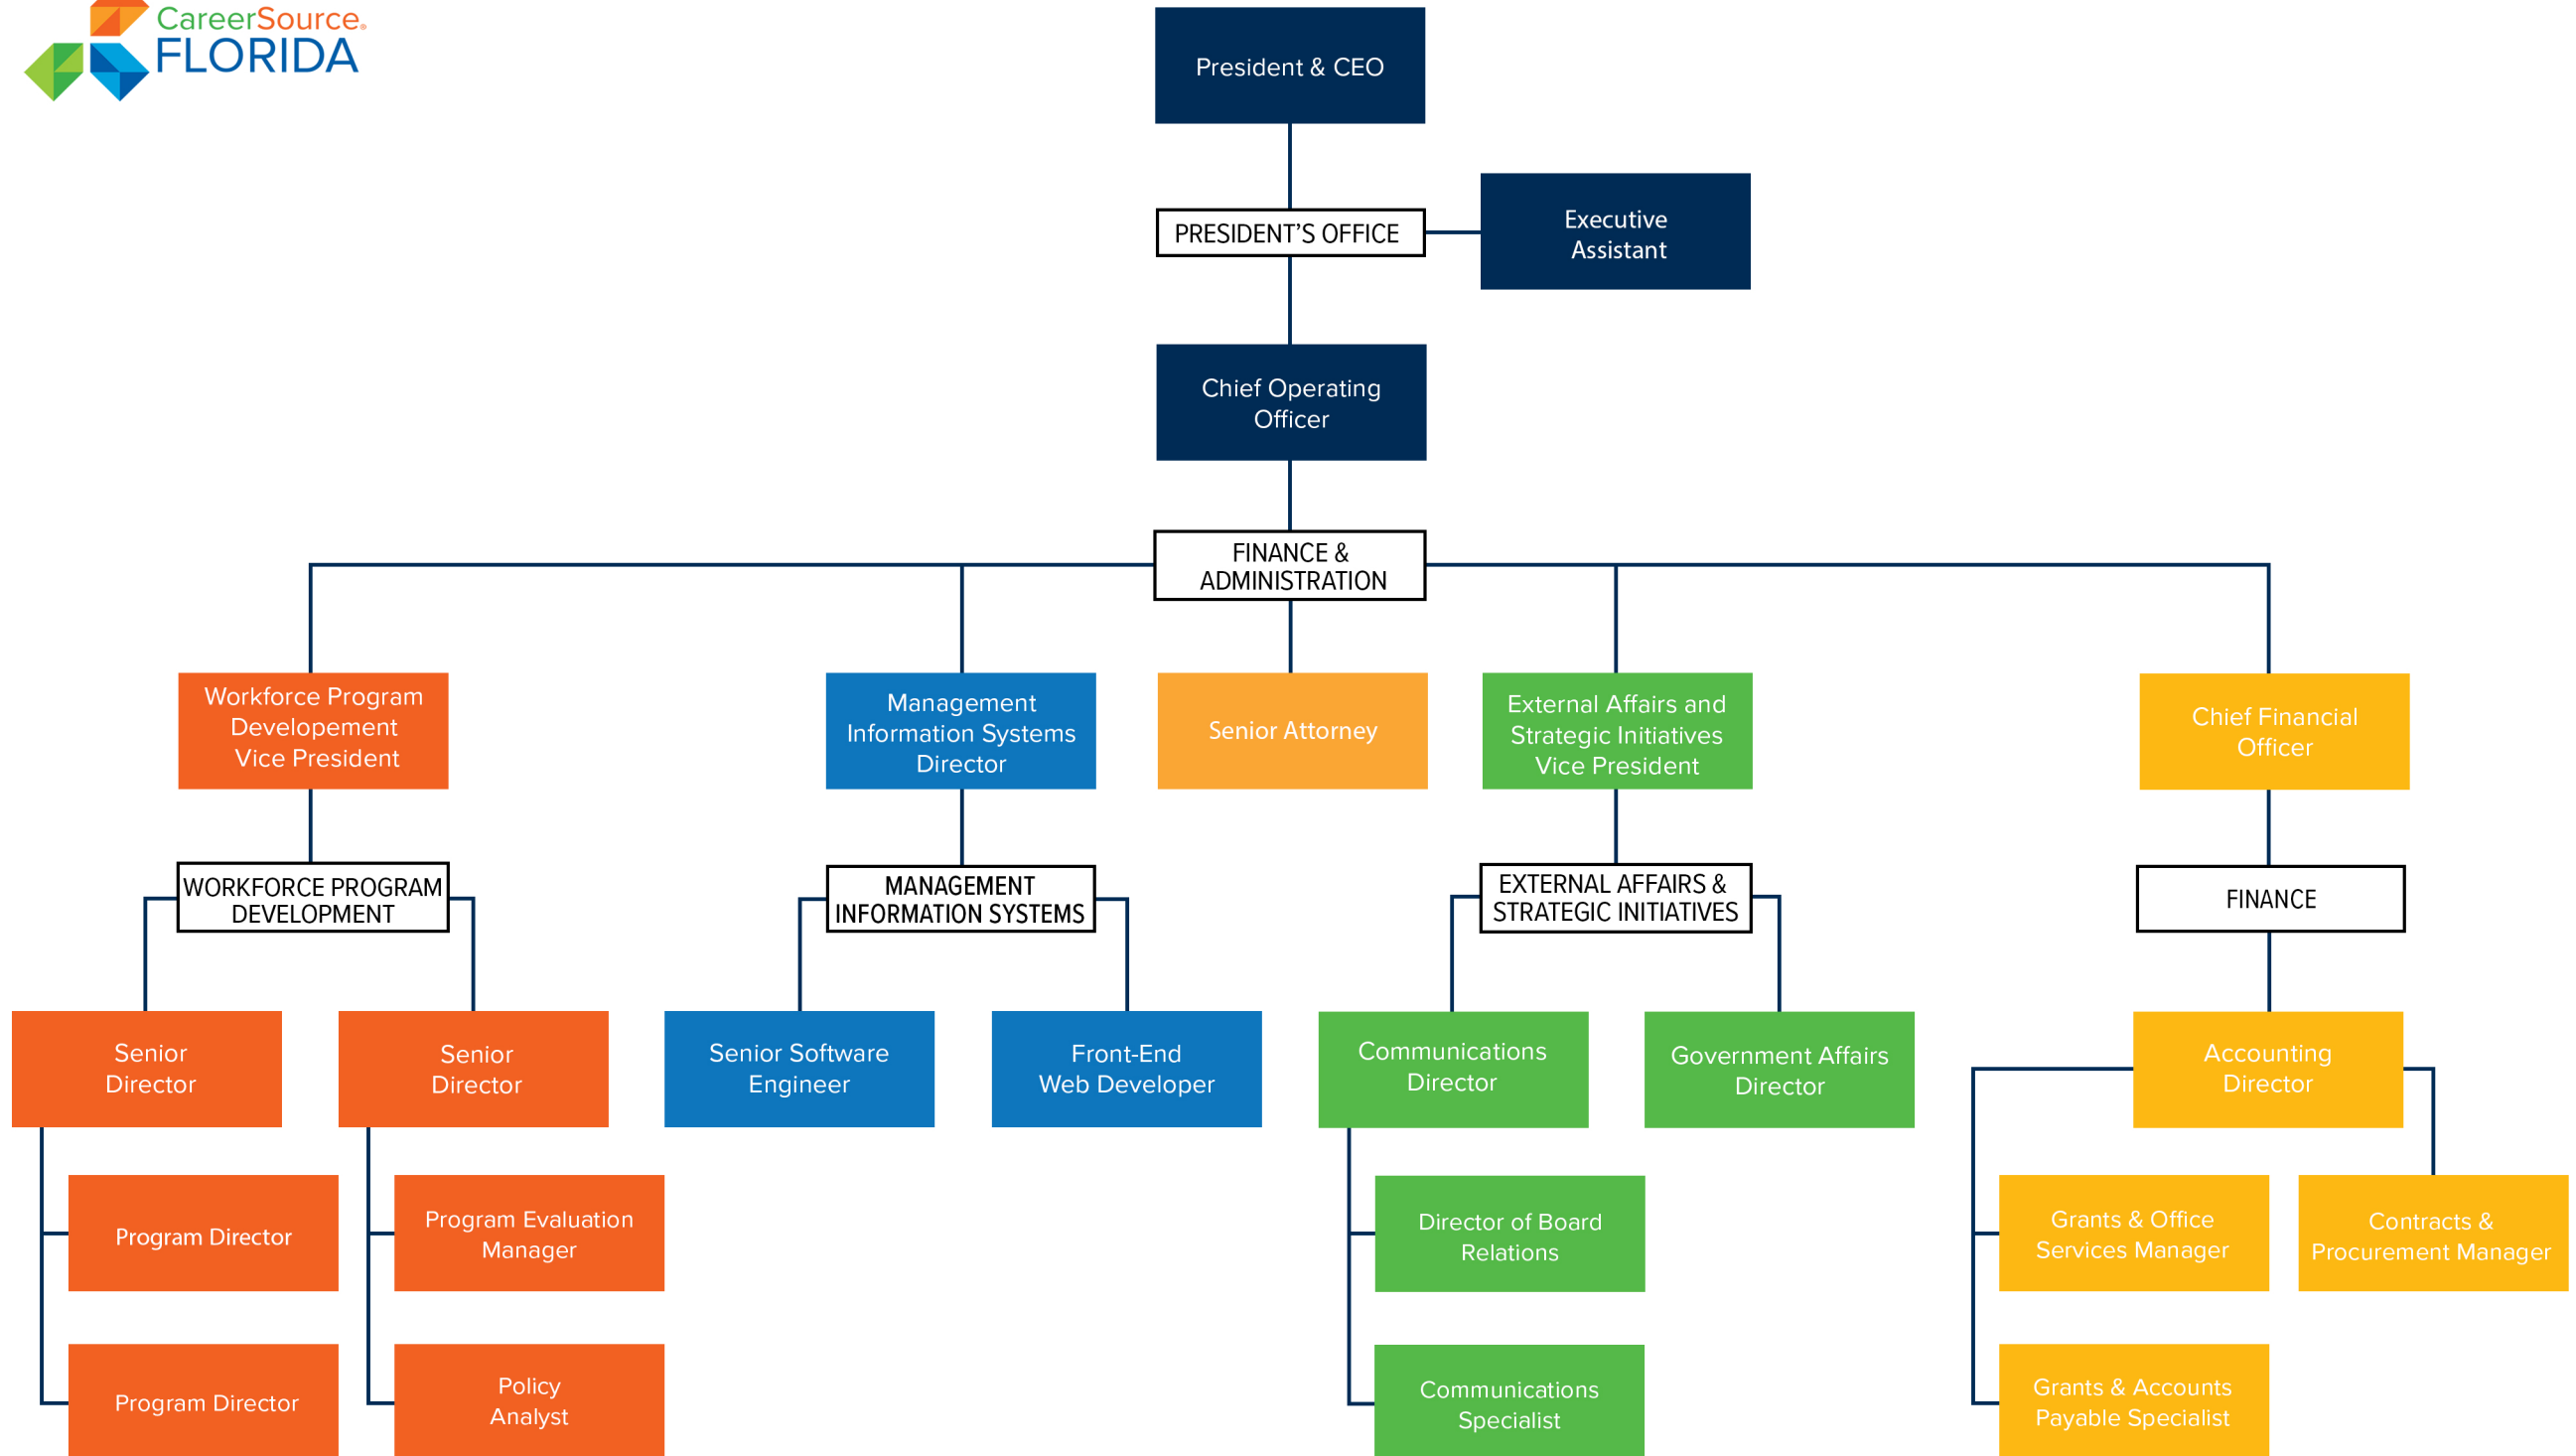 CareerSource®
FLORIDA
President & CEO
PRESIDENT'S OFFICE
Executive
Assistant
Chief Operating
Officer
FINANCE &
ADMINISTRATION
Workforce Program
Developement
Vice President
Management
Information Systems
Director
Senior Attorney
External Affairs and
Strategic Initiatives
Vice President
Chief Financial
Officer
WORKFORCE PROGRAM
DEVELOPMENT
MANAGEMENT
INFORMATION SYSTEMS
EXTERNAL AFFAIRS &
STRATEGIC INITIATIVES
FINANCE
Senior
Director
Senior
Director
Senior Software
Engineer
Front-End
Web Developer
Communications
Director
Government Affairs
Director
Accounting
Director
Program Director
Program Evaluation
Manager
Director of Board
Relations
Grants & Office
Services Manager
Contracts &
Procurement Manager
Program Director
Policy
Analyst
Communications
Specialist
Grants & Accounts
Payable Specialist